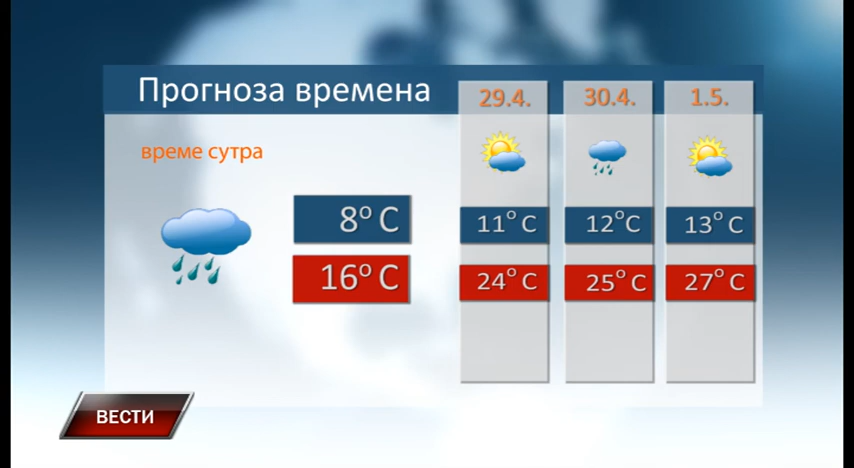 Прогноза времена
време сутра
8° C
16° C
29.4.
11° C
24° C
30.4.
12°C
25° C
1.5.
13° C
27° C
ВЕСТИ